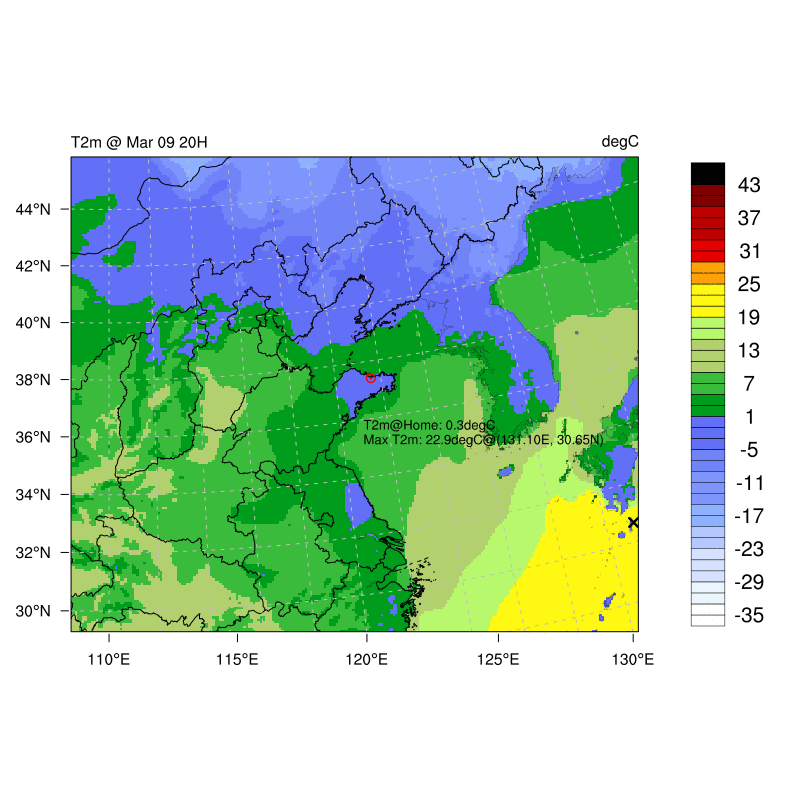 T2m @ Mar 09 20H degC
44°N
42°N
40°N
38°N
36°N
34°N
32°N
30°N
T2m@Home: 0.3degC
Max T2m: 22.9degC@(131.10E, 30.65N)
110°E 115°E 120°E 125°E 130°E
43
37
31
25
19
13
7
1
-5
-11
-17
-23
-29
-35